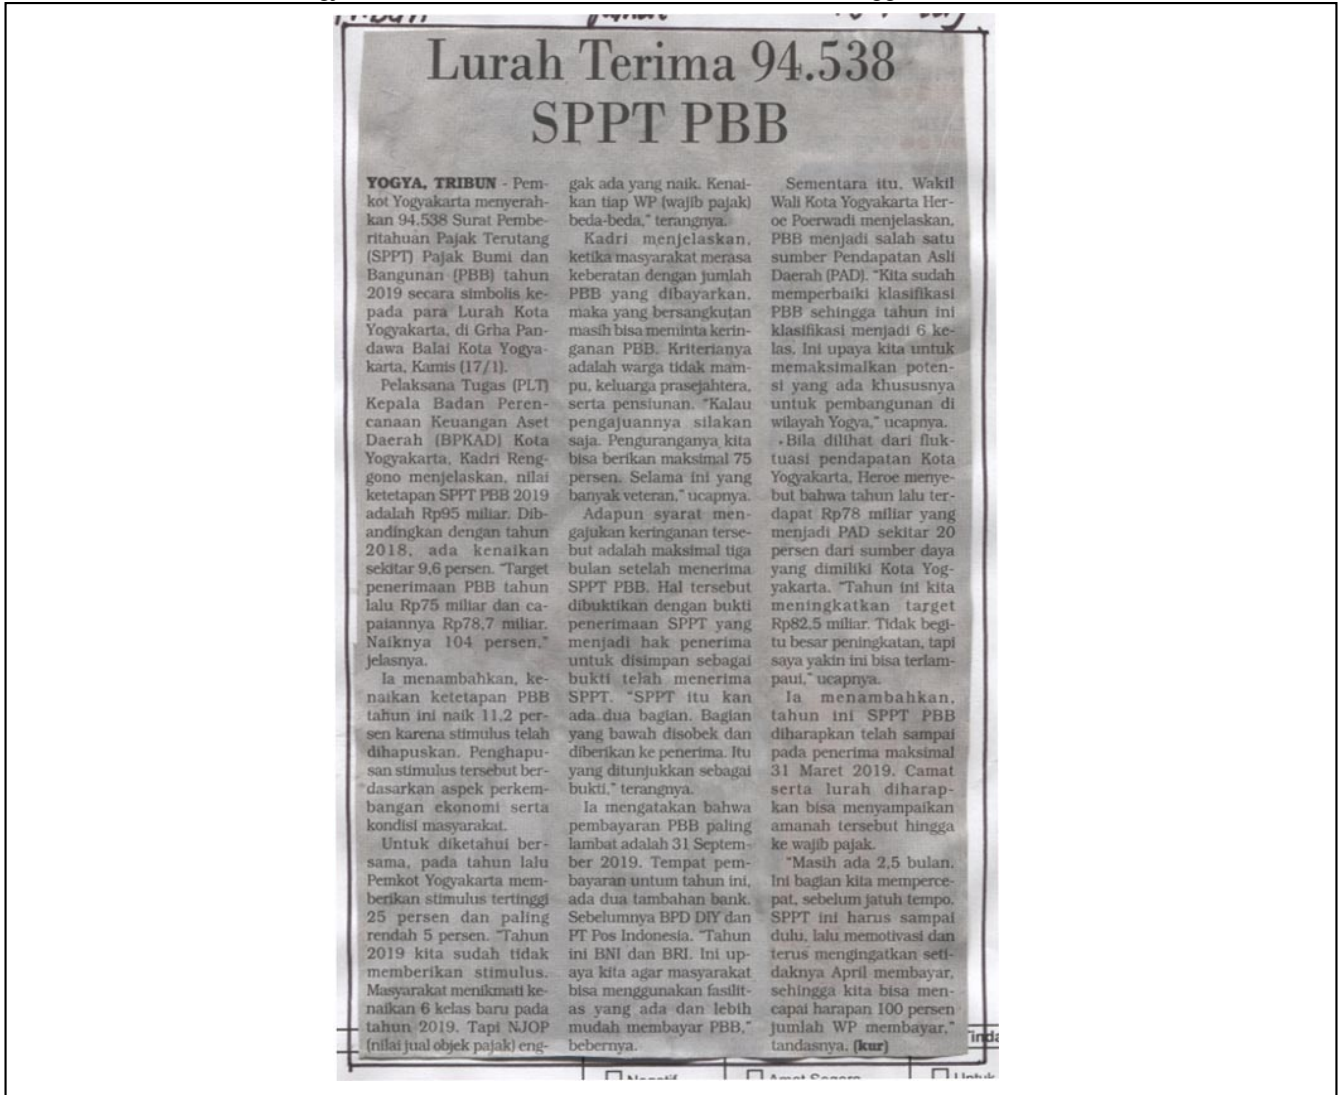 Lurah Terima 94.538
SPPT PBB
YOGYA, TRIBUN - Pem-
kot Yogyakarta menyerah-
kan 94.538 Surat Pembe-
ritahuan Pajak Terutang
(SPPT) Pajak Bumi dan
Bangunan (PBB) tahun
2019 secara simbolis ke-
pada para Lurah Kota
Yogyakarta, di Grha Pan-
dawa Balai Kota Yogya-
karta, Kamis (17/1).
Pelaksana Tugas (PLT)
Kepala Badan Peren-
canaan Keuangan Aset
Daerah (BPKAD) Kota
Yogyakarta, Kadri Reng-
gono menjelaskan, nilai
ketetapan SPPT PBB 2019
adalah Rp95 miliar. Dib-
andingkan dengan tahun
2018, ada kenaikan
sekitar 9,6 persen. "Target
penerimaan PBB tahun
lalu Rp75 miliar dan ca-
paiannya Rp78,7 miliar.
Naiknya 104 persen,"
jelasnya.
Ia menambahkan, ke-
naikan ketetapan PBB
tahun ini naik 11,2 per-
sen karena stimulus telah
dihapuskan. Penghapu-
san stimulus tersebut ber-
dasarkan aspek perkem-
bangan ekonomi serta
kondisi masyarakat.
Untuk diketahui ber-
sama, pada tahun lalu
Pemkot Yogyakarta mem-
berikan stimulus tertinggi
25 persen dan paling
rendah 5 persen. "Tahun
2019 kita sudah tidak
memberikan stimulus.
Masyarakat menikmati ke-
naikan 6 kelas baru pada
tahun 2019. Tapi NJOP
(nilai jual objek pajak) eng-
gak ada yang naik. Kenai-
kan tiap WP (wajib pajak)
beda-beda," terangnya.
Kadri menjelaskan,
ketika masyarakat merasa
keberatan dengan jumlah
PBB yang dibayarkan,
maka yang bersangkutan
masih bisa meminta kerin-
ganan PBB. Kriterianya
adalah warga tidak mam-
pu, keluarga prasejahtera,
serta pensiunan. "Kalau
pengajuannya silakan
saja. Penguranganya kita
bisa berikan maksimal 75
persen. Selama ini yang
banyak veteran," ucapnya.
Adapun syarat men-
gajukan keringanan terse-
but adalah maksimal tiga
bulan setelah menerima
SPPT PBB. Hal tersebut
dibuktikan dengan bukti
penerimaan SPPT yang
menjadi hak penerima
untuk disimpan sebagai
bukti telah menerima
SPPT. "SPPT itu kan
ada dua bagian. Bagian
yang bawah disobek dan
diberikan ke penerima. Itu
yang ditunjukkan sebagai
bukti," terangnya.
Ia mengatakan bahwa
pembayaran PBB paling
lambat adalah 31 Septem-
ber 2019. Tempat pem-
bayaran untum tahun ini,
ada dua tambahan bank.
Sebelumnya BPD DIY dan
PT Pos Indonesia. "Tahun
ini BNI dan BRI. Ini up-
aya kita agar masyarakat
bisa menggunakan fasilit-
as yang ada dan lebih
mudah membayar PBB,"
bebernya.
Sementara itu, Wakil
Wali Kota Yogyakarta Her-
oe Poerwadi menjelaskan,
PBB menjadi salah satu
sumber Pendapatan Asli
Daerah (PAD). "Kita sudah
memperbaiki klasifikasi
PBB sehingga tahun ini
klasifikasi menjadi 6 ke-
las. Ini upaya kita untuk
memaksimalkan poten-
si yang ada khususnya
untuk pembangunan di
wilayah Yogya," ucapnya.
Bila dilihat dari fluk-
tuasi pendapatan Kota
Yogyakarta, Heroe menye-
but bahwa tahun lalu ter-
dapat Rp78 miliar yang
menjadi PAD sekitar 20
persen dari sumber daya
yang dimiliki Kota Yog-
yakarta. "Tahun ini kita
meningkatkan target
Rp82,5 miliar. Tidak begi-
tu besar peningkatan, tapi
saya yakin ini bisa terlam-
paui," ucapnya.
Ia menambahkan,
tahun ini SPPT PBB
diharapkan telah sampai
pada penerima maksimal
31 Maret 2019. Camat
serta lurah diharap-
kan bisa menyampaikan
amanah tersebut hingga
ke wajib pajak.
"Masih ada 2,5 bulan.
Ini bagian kita memperce-
pat, sebelum jatuh tempo.
SPPT ini harus sampai
dulu, lalu memotivasi dan
terus mengingatkan seti-
daknya April membayar,
sehingga kita bisa men-
capai harapan 100 persen
jumlah WP membayar,"
tandasnya. (kur)